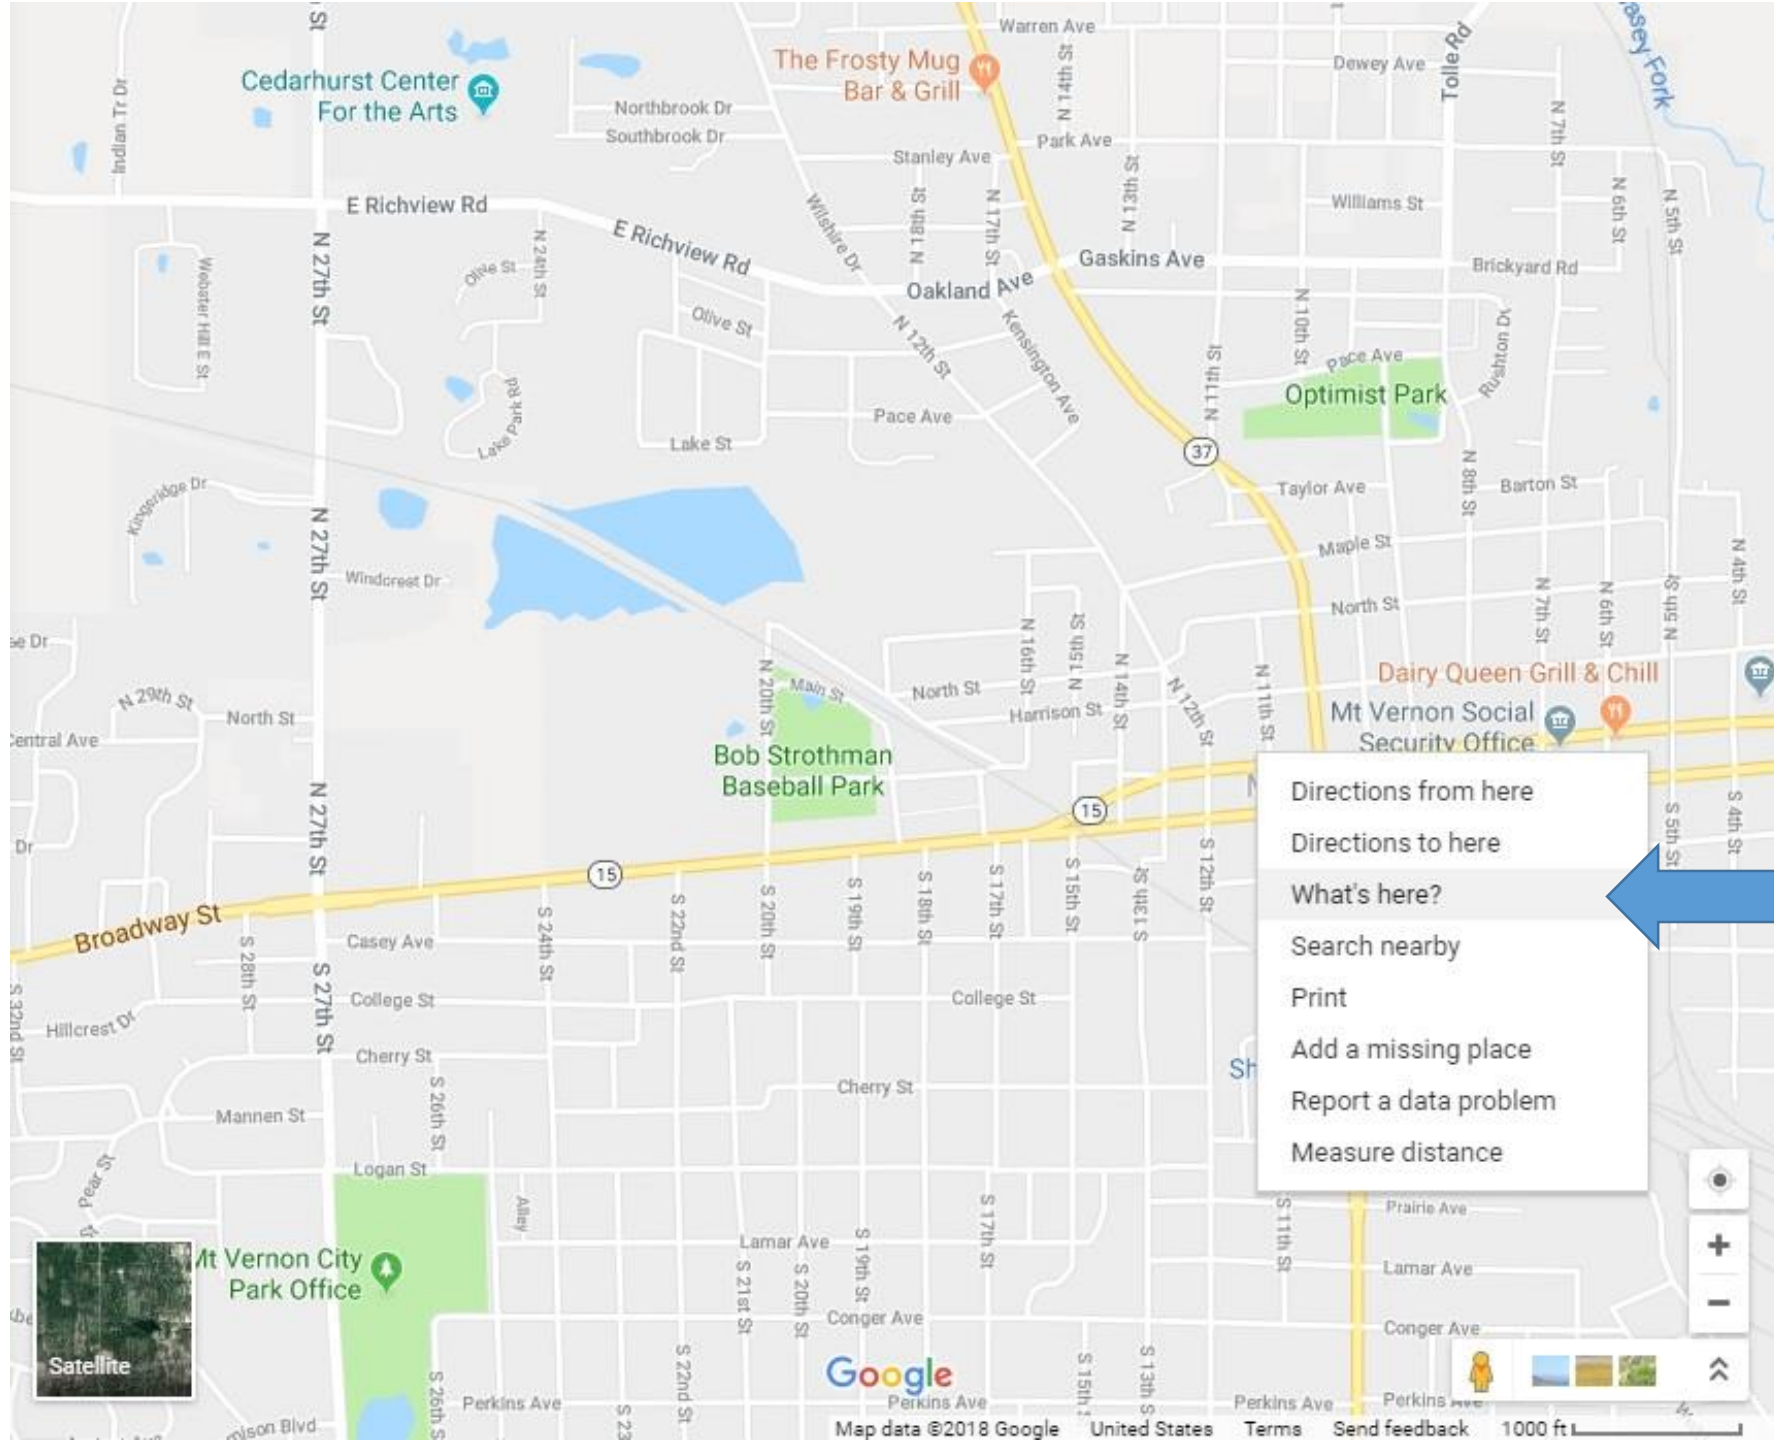 St
Warren Ave
Casey Fork
Cedarhurst Center
For the Arts
The Frosty Mug
Bar & Grill
N 14th St
Dewey Ave
Tolle Rd
Indian Tr Dr
Northbrook Dr
Southbrook Dr
Park Ave
Stanley Ave
N 7th St
N 13th St
E Richview Rd
Wilshire Dr
N 18th St
N 17th St
Williams St
N 6th St
N 5th St
N 27th St
N 24th St
E Richview Rd
Gaskins Ave
Brickyard Rd
Webster Hill E St
Olive St
Oakland Ave
Olive St
N 12th St
Kensington Ave
N 10th St
Rushton Dr
N 11th St
Pace Ave
Optimist Park
Lake Park Rd
Pace Ave
Lake St
37
Kingsridge Dr
Taylor Ave
N 8th St
Barton St
N 27th St
Maple St
N 4th St
Windcrest Dr
North St
N 7th St
N 6th St
N 5th St
N 16th St
N 15th St
N 14th St
N 20th St
Main St
North St
Harrison St
N 12th St
N 11th St
Dairy Queen Grill & Chill
N 29th St
North St
Mt Vernon Social
Security Office
Bob Strothman
Baseball Park
N 27th St
15
15
Directions from here
Directions to here
What's here?
Search nearby
Print
Add a missing place
Report a data problem
Measure distance
S 5th St
S 4th St
Dr
Broadway St
S 28th St
Casey Ave
S 24th St
S 22nd St
S 20th St
S 19th St
S 18th St
S 17th St
S 15th St
S 13th St
S 12th St
S 32nd St
Hillcrest Dr
S 27th St
College St
College St
Cherry St
Cherry St
Sh
Mannen St
S 26th St
Logan St
Pear St
Alley
S 17th St
S 11th St
Prairie Ave
Mt Vernon City
Park Office
Lamar Ave
S 21st St
S 20th St
S 19th St
Lamar Ave
Conger Ave
Conger Ave
Satellite
S 26th S
S 22nd St
S 15th
S 13th S
Google
Perkins Ave
S 23
Perkins Ave
Perkins Ave
Perkins Ave
Map data ©2018 Google United States Terms Send feedback 1000 ft